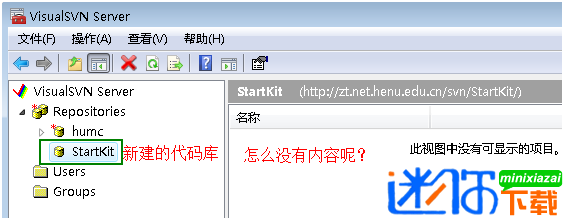 VisualSVN Server
文件(F) 操作(A) 查看(V) 帮助(H)
VisualSVN Server
Repositories
humc
StartKit
新建的代码库
Users
Groups
StartKit (http://zt.net.henu.edu.cn/svn/StartKit/)
名称
怎么没有内容呢?
此视图中没有可显示的项目。
迷你下载
minixiazai